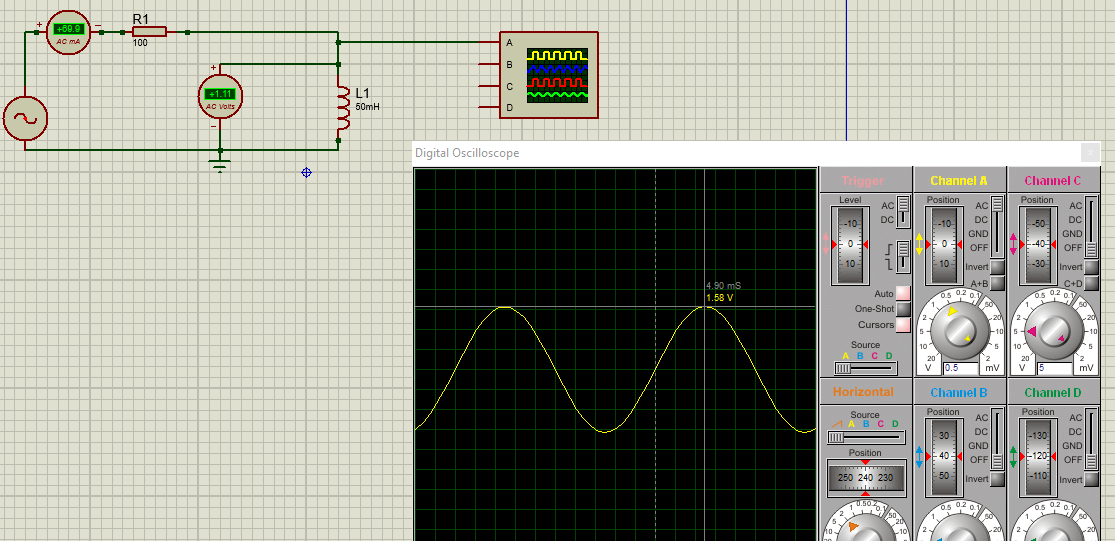 R1
+
+69.9
−
AC mA
100
A
B
C
D
+
+1.11
AC Volts
−
L1
50mH
Digital Oscilloscope
4.90 mS
1.58 V
Trigger
Level
AC
DC
-10
0
10
Auto
One-Shot
Cursors
Source
A B C D
Channel A
Position
AC
DC
GND
OFF
-10
0
10
Invert
A+B
0.5 0.2 0.1
1
2
5
10
20
V
50
20
10
5
2
mV
0.5
Channel C
Position
AC
DC
GND
OFF
-50
-40
-30
Invert
C+D
0.5 0.2 0.1
1
2
5
10
20
V
50
20
10
5
2
mV
5
Horizontal
Source
A B C D
Position
250 240 230
Channel B
Position
AC
DC
GND
OFF
30
40
50
Invert
Channel D
Position
AC
DC
GND
OFF
-130
-120
-110
Invert